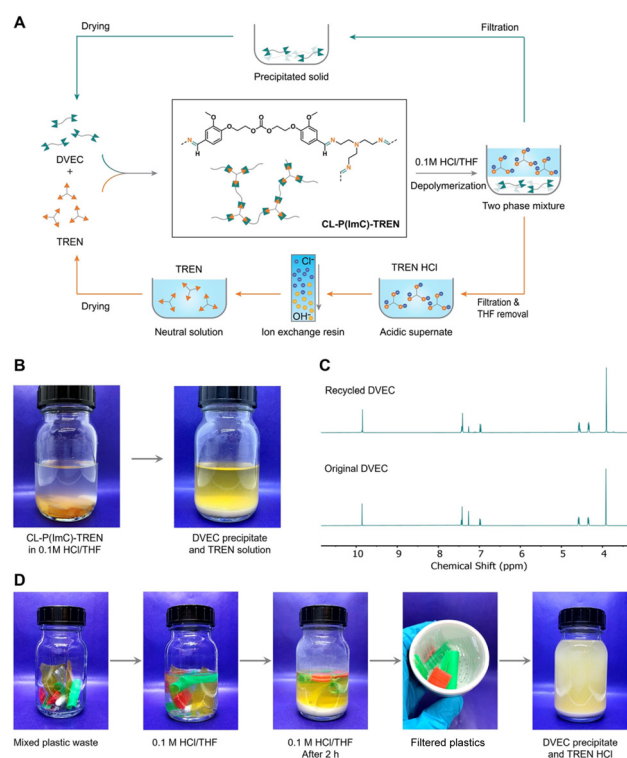 A
Drying
Filtration
Precipitated solid
DVEC
+
TREN
O
O
O
O
O
O
O
N
H
N
H
N
N
N
CL-P(ImC)-TREN
0.1M HCl/THF
Depolymerization
Two phase mixture
TREN
Cl⁻
OH⁻
TREN HCl
Drying
Neutral solution
Ion exchange resin
Acidic supernate
Filtration &
THF removal
B
CL-P(ImC)-TREN
in 0.1M HCl/THF
DVEC precipitate
and TREN solution
C
Recycled DVEC
Original DVEC
10 9 8 7 6 5 4
Chemical Shift (ppm)
D
Mixed plastic waste
0.1 M HCl/THF
0.1 M HCl/THF
After 2 h
Filtered plastics
DVEC precipitate
and TREN HCl